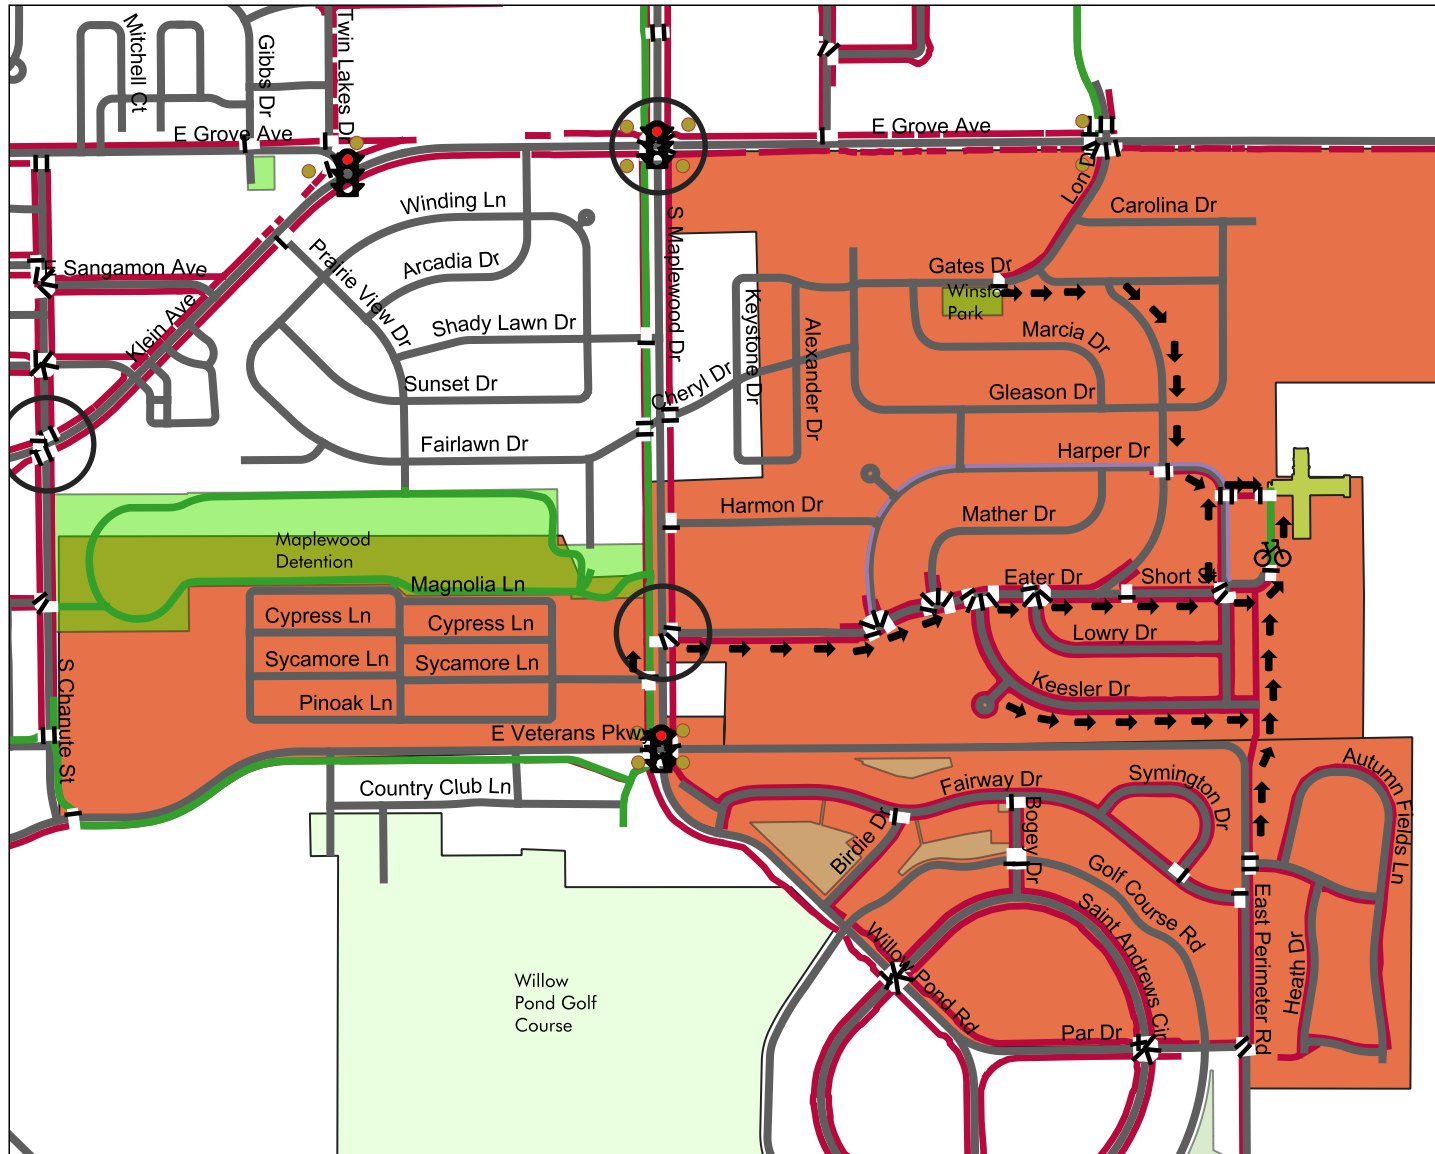 Mitchell Ct
Gibbs Dr
Twin Lakes Dr
E Grove Ave
E Grove Ave
Lon Dr
Carolina Dr
Winding Ln
S Maplewood Dr
Arcadia Dr
Gates Dr
E Sangamon Ave
Prairie View Dr
Winsto
Park
Keystone Dr
Klein Ave
Shady Lawn Dr
Alexander Dr
Marcia Dr
Sunset Dr
Cheryl Dr
Gleason Dr
Fairlawn Dr
Harper Dr
Harmon Dr
Mather Dr
Maplewood
Detention
Magnolia Ln
Eater Dr
Short St
Cypress Ln
Cypress Ln
Lowry Dr
Sycamore Ln
Sycamore Ln
S Chanute St
Pinoak Ln
Keesler Dr
E Veterans Pkwy
Country Club Ln
Fairway Dr
Symington Dr
Autumn Fields Ln
Birdie Dr
Bogey Dr
Golf Course Rd
Saint Andrews Cir
East Perimeter Rd
Willow Pond Rd
Heath Dr
Willow
Pond Golf
Course
Par Dr